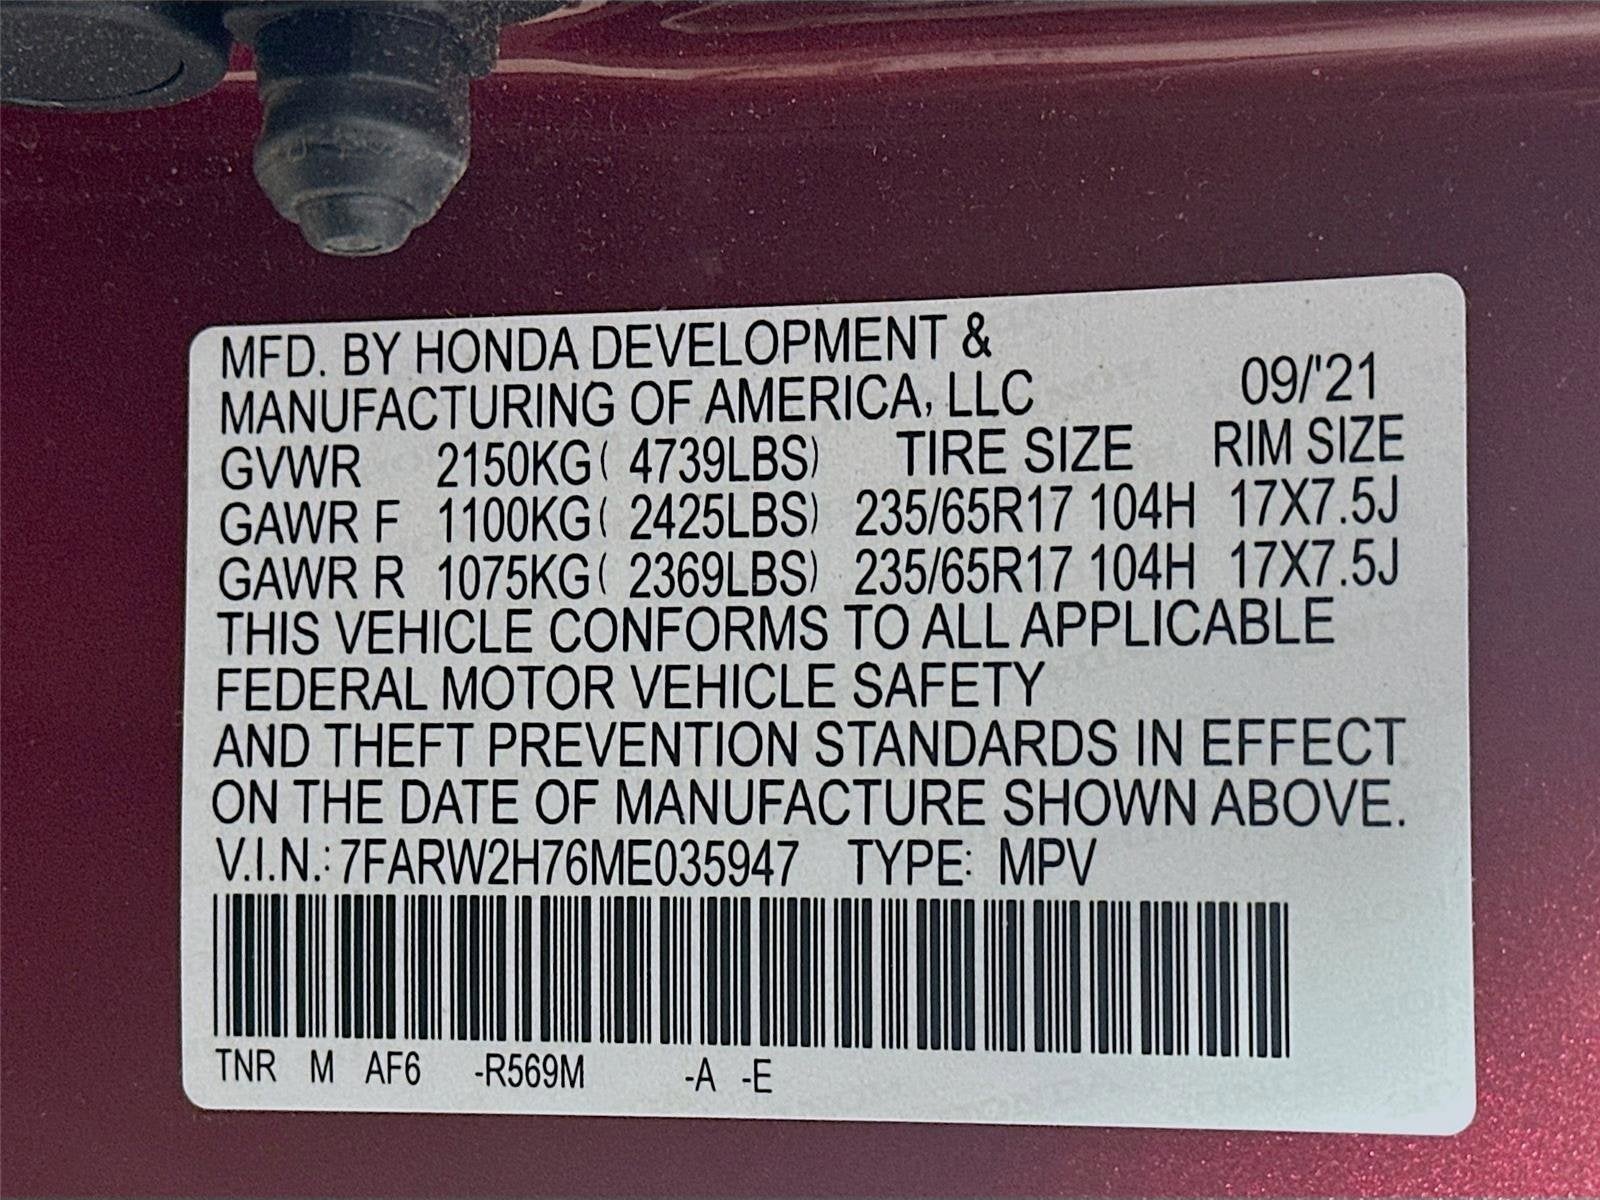 MFD. BY HONDA DEVELOPMENT &
MANUFACTURING OF AMERICA, LLC 09/'21
GVWR 2150KG( 4739LBS) TIRE SIZE RIM SIZE
GAWR F 1100KG( 2425LBS) 235/65R17 104H 17X7.5J
GAWR R 1075KG( 2369LBS) 235/65R17 104H 17X7.5J
THIS VEHICLE CONFORMS TO ALL APPLICABLE
FEDERAL MOTOR VEHICLE SAFETY
AND THEFT PREVENTION STANDARDS IN EFFECT
ON THE DATE OF MANUFACTURE SHOWN ABOVE.
V.I.N.: 7FARW2H76ME035947 TYPE: MPV
TNR M AF6 -R569M -A -E